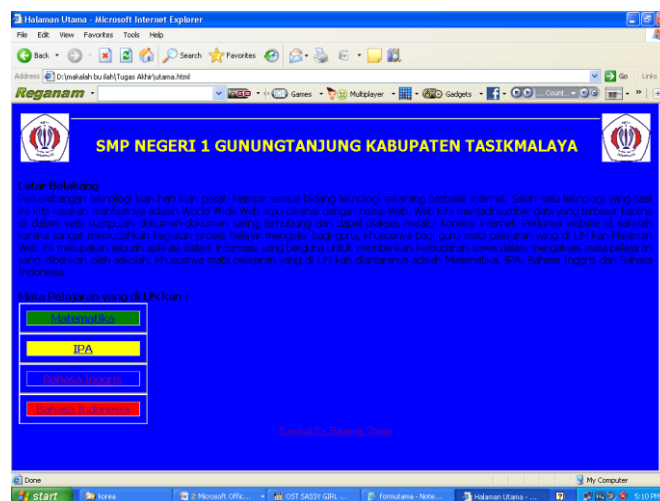 Halaman Utama - Microsoft Internet Explorer
File Edit View Favorites Tools Help
Back Search Favorites
Address D:\makalah bu ilah\Tugas Akhir\utama.html Go Links
Reganam Games Multiplayer Gadgets Count...
SMP NEGERI 1 GUNUNGTANJUNG KABUPATEN TASIKMALAYA
Latar Belakang
Perkembangan teknologi kian hari kian pesat. Hampir semua bidang teknologi sekarang berbasis internet. Salah satu teknologi yang saat
ini kita rasakan manfaatnya adalah World Wide Web atau dikenal dengan nama Web. Web kini menjadi sumber data yang terbesar karena
di dalam web kumpulan dokumen-dokumen saling terhubung dan dapat diakses melalui koneksi internet. Perlunya website di sekolah
karena sangat memudahkan kegiatan proses belajar mengajar bagi guru, khususnya bagi guru mata pelajaran yang di UN kan Halaman
Web ini merupakan sebuah aplikasi sistem informasi yang berguna untuk memberikan kemudahan siswa dalam mengakses mata pelajaran
yang diberikan oleh sekolah, khususnya mata pelajaran yang di UN kan diantaranya adalah Matematika, IPA, Bahasa Inggris dan Bahasa
Indonesia.
Mata Pelajaran yang di UN kan :
Matematika
IPA
Bahasa Inggris
Bahasa Indonesia
Kembali Ke Halaman Utama
Done My Computer
start korea 2 Microsoft Offic... OST SASSY GIRL ... formutama - Note... Halaman Utama - ... 5:10 PM